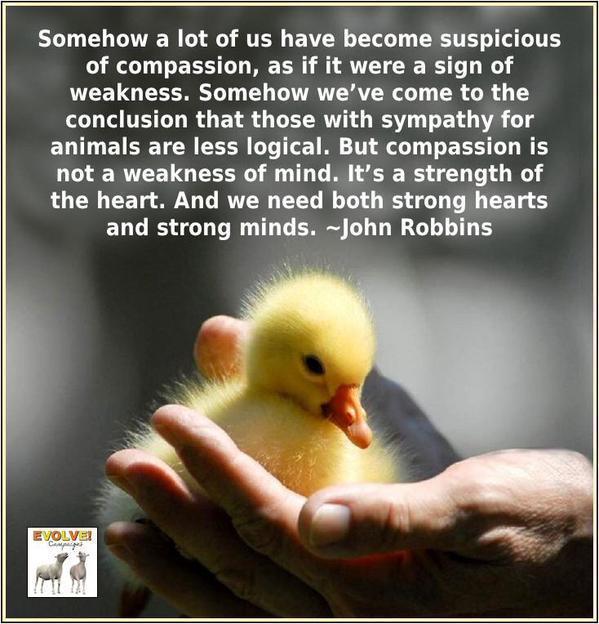 Somehow a lot of us have become suspicious
of compassion, as if it were a sign of
weakness. Somehow we’ve come to the
conclusion that those with sympathy for
animals are less logical. But compassion is
not a weakness of mind. It’s a strength of
the heart. And we need both strong hearts
and strong minds. ~John Robbins
EVOLVE!
Campaigns